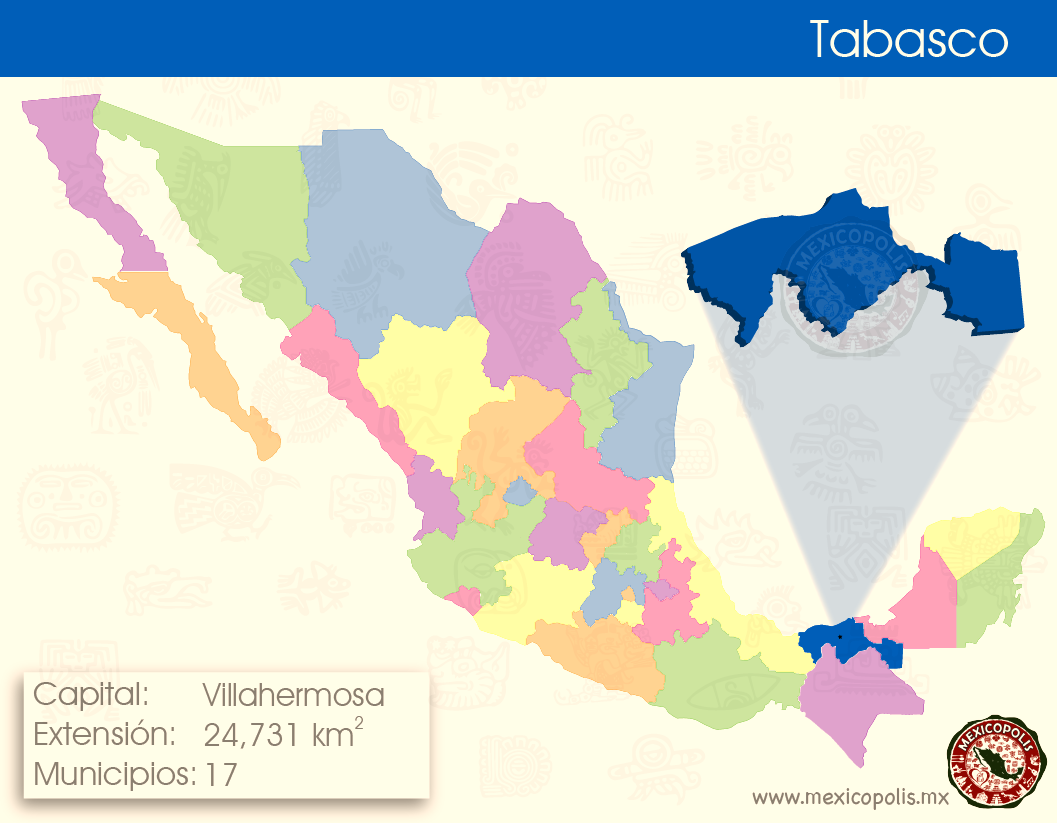 Tabasco
MEXICOPOLIS
Capital: Villahermosa
Extensión: 24,731 km²
Municipios: 17
MEXICOPOLIS
www.mexicopolis.mx